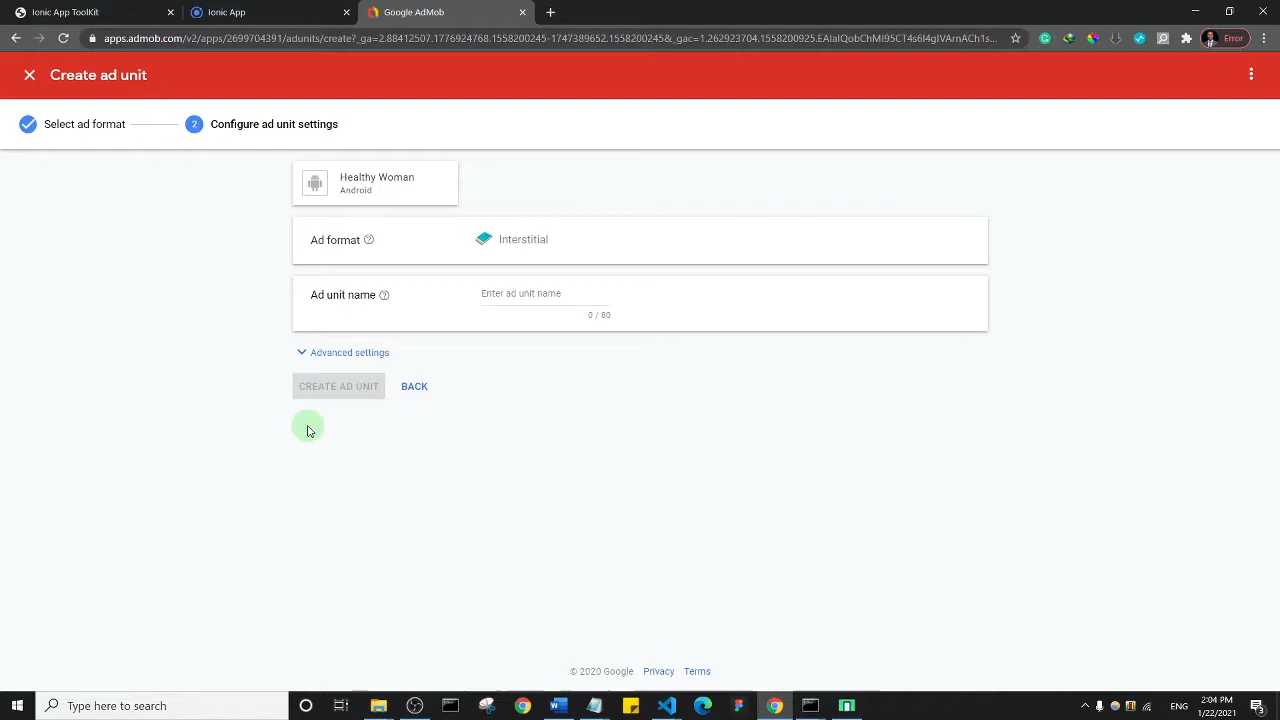 Ionic App ToolKit
Ionic App
Google AdMob
apps.admob.com/v2/apps/2699704391/adunits/create?_ga=2.88412507.1776924768.1558200245-1747389652.1558200245&_gac=1.262923704.1558200925.EAIaIQobChMI95CT4s6I4gIVArnACh1s...
Error
Create ad unit
Select ad format
2
Configure ad unit settings
Healthy Woman
Android
Ad format
Interstitial
Ad unit name
Enter ad unit name
0 / 80
Advanced settings
CREATE AD UNIT
BACK
© 2020 Google
Privacy
Terms
Type here to search
ENG
2:04 PM
1/22/2021